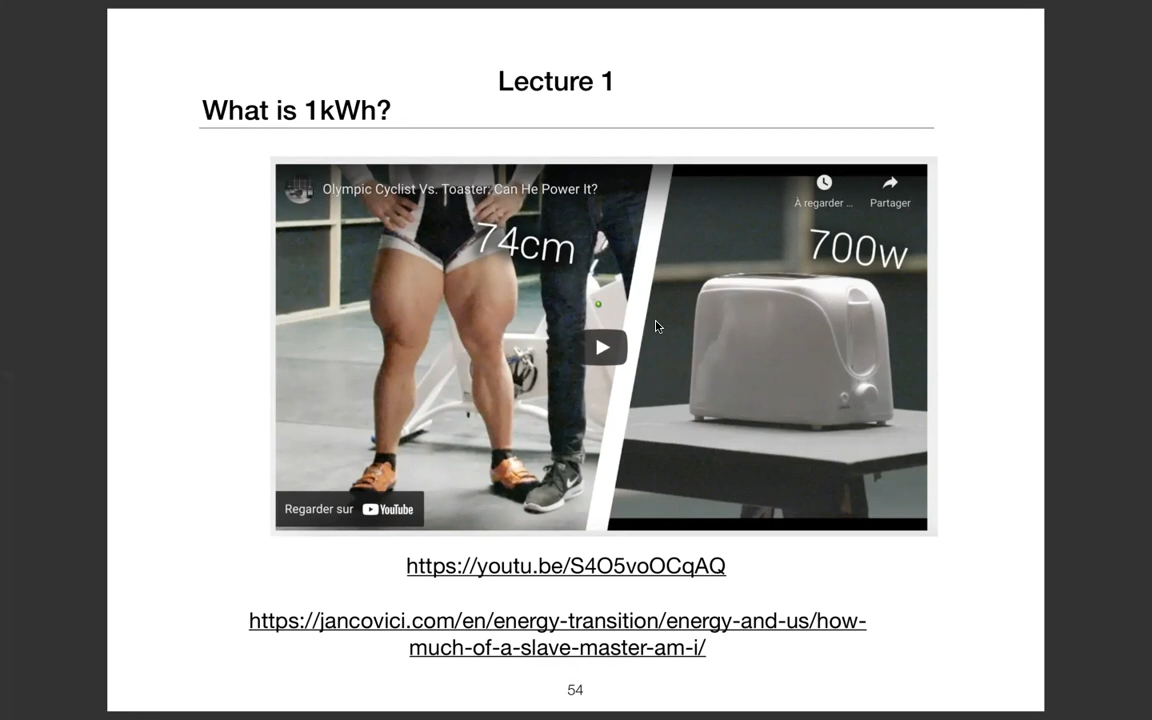 Lecture 1
What is 1kWh?
Olympic Cyclist Vs. Toaster: Can He Power It?
À regarder ...
Partager
74cm
700w
Regarder sur YouTube
https://youtu.be/S4O5voOCqAQ
https://jancovici.com/en/energy-transition/energy-and-us/how-
much-of-a-slave-master-am-i/
54